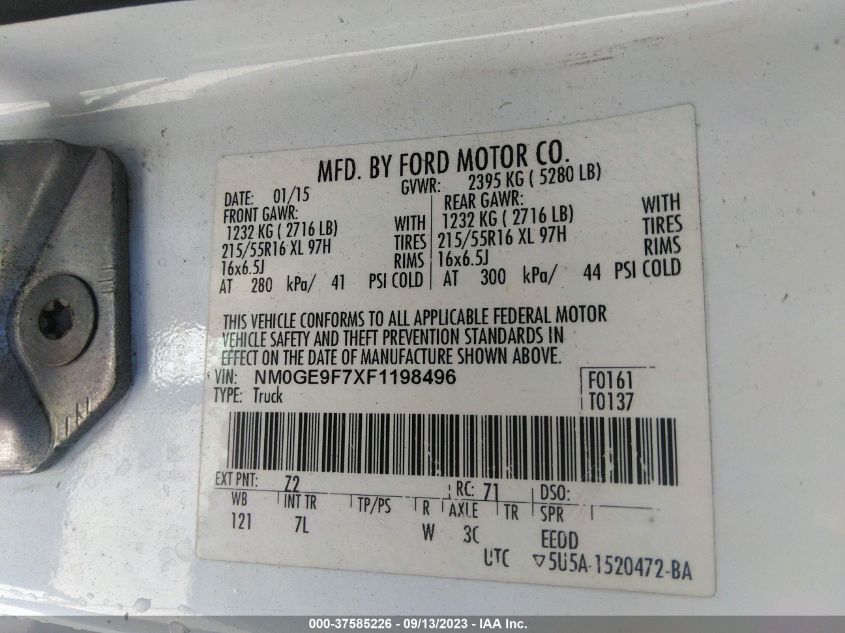 MFD. BY FORD MOTOR CO.
DATE: 01/15 GVWR: 2395 KG ( 5280 LB)
FRONT GAWR: REAR GAWR:
1232 KG ( 2716 LB) WITH 1232 KG ( 2716 LB) WITH
215/55R16 XL 97H TIRES 215/55R16 XL 97H TIRES
16x6.5J RIMS 16x6.5J RIMS
AT 280 kPa/ 41 PSI COLD AT 300 kPa/ 44 PSI COLD
THIS VEHICLE CONFORMS TO ALL APPLICABLE FEDERAL MOTOR
VEHICLE SAFETY AND THEFT PREVENTION STANDARDS IN
EFFECT ON THE DATE OF MANUFACTURE SHOWN ABOVE.
VIN: NM0GE9F7XF1198496 F0161
TYPE: Truck T0137
EXT PNT: Z2 RC: 71 DSO:
WB INT TR TP/PS R AXLE TR SPR
121 7L W 3C EEDD
UTC ▽5U5A-1520472-BA
000-37585226 - 09/13/2023 - IAA Inc.